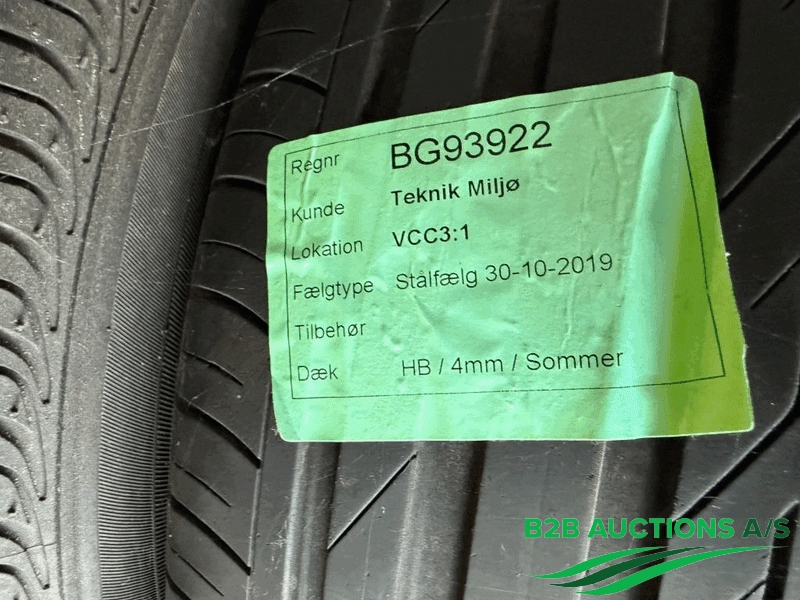 Regnr BG93922
Kunde Teknik Miljø
Lokation VCC3:1
Fælgtype Stålfælg 30-10-2019
Tilbehør
Dæk HB / 4mm / Sommer
B2B AUCTIONS A/S